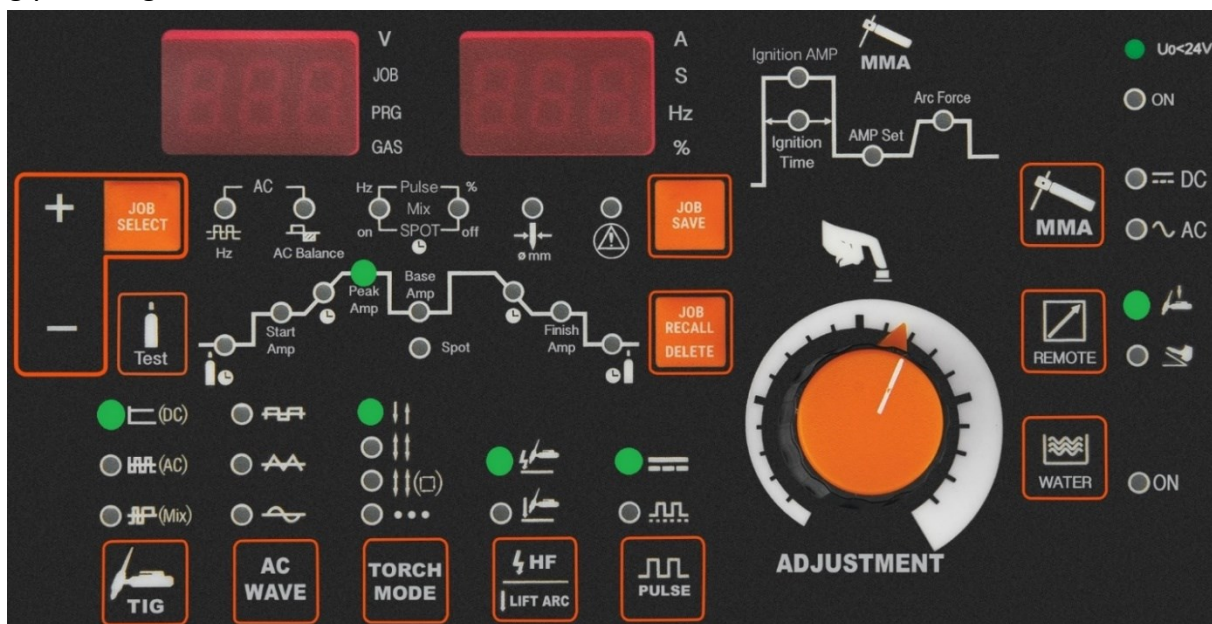 V
JOB
PRG
GAS
A
S
Hz
%
Ignition AMP
MMA
Ignition
Time
AMP Set
Arc Force
Uo<24V
ON
+
JOB
SELECT
−
Test
AC
Hz
AC Balance
Hz Pulse %
Mix
on SPOT off
ø mm
JOB
SAVE
MMA
DC
AC
Start
Amp
Peak
Amp
Base
Amp
Spot
Finish
Amp
JOB
RECALL
DELETE
REMOTE
(DC)
(AC)
(Mix)
WATER
ON
TIG
AC
WAVE
TORCH
MODE
HF
LIFT ARC
PULSE
ADJUSTMENT